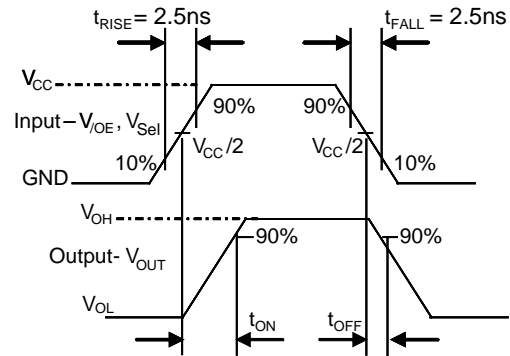 tRISE = 2.5ns
tFALL = 2.5ns
VCC
90%
90%
Input– V/OE, VSel
VCC/2
VCC/2
10%
10%
GND
VOH
90%
90%
Output- VOUT
VOL
tON
tOFF